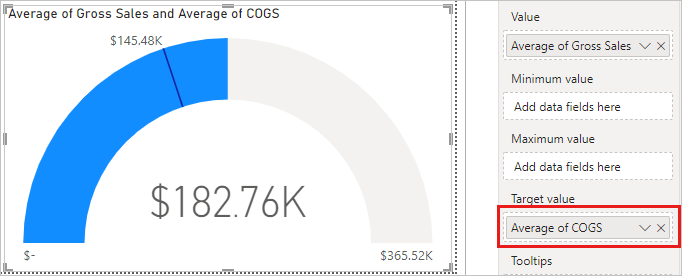 Average of Gross Sales and Average of COGS
$145.48K
$182.76K
$-
$365.52K
Value
Average of Gross Sales
Minimum value
Add data fields here
Maximum value
Add data fields here
Target value
Average of COGS
Tooltips